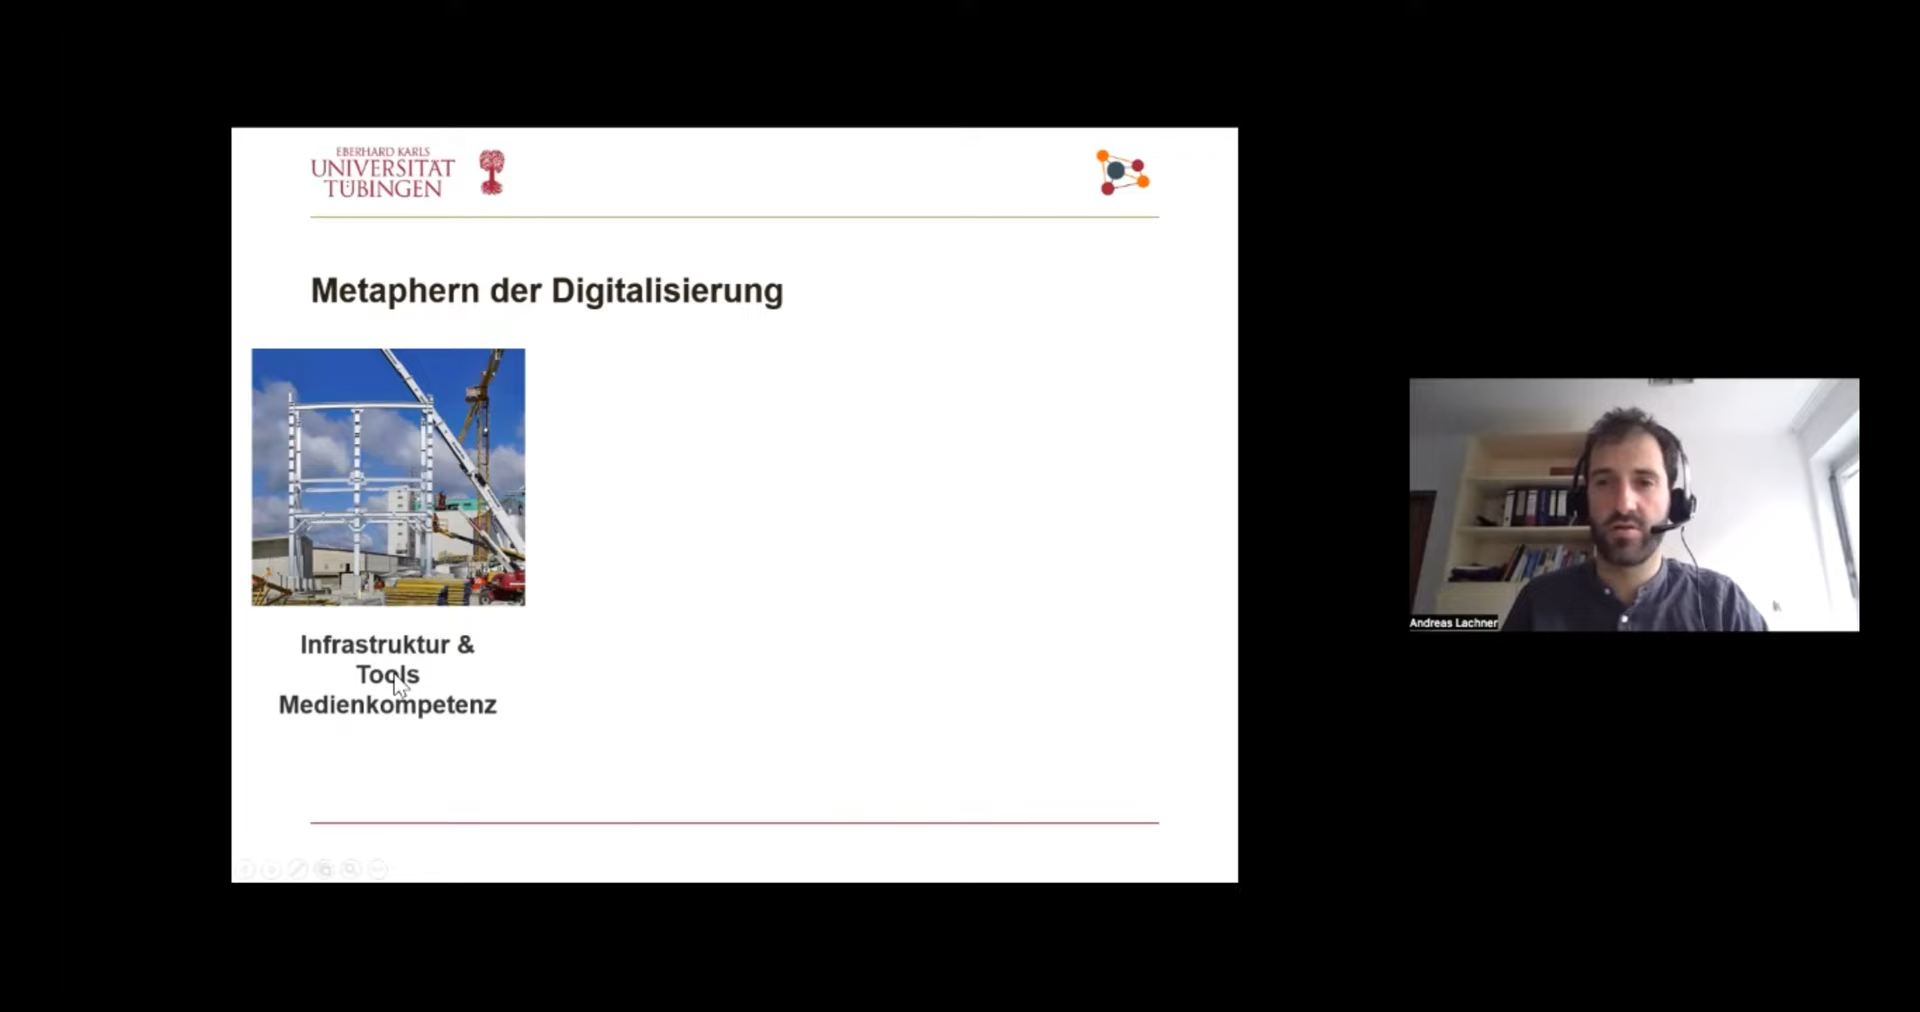 EBERHARD KARLS
UNIVERSITÄT
TÜBINGEN
Metaphern der Digitalisierung
Infrastruktur &
Tools
Medienkompetenz
Andreas Lachner